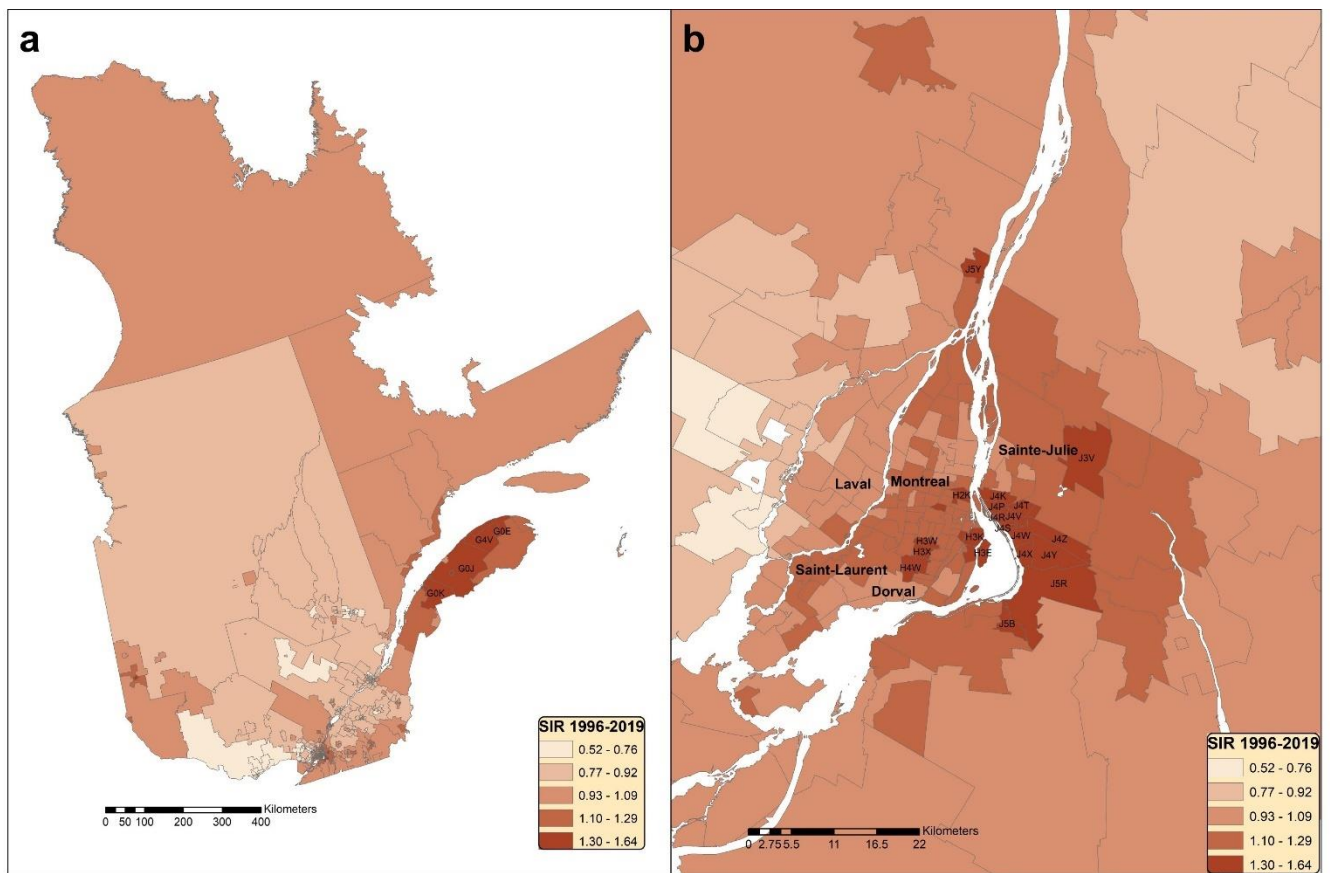 a
G0E
G4V
G0J
G0K
SIR 1996-2019
0.52 - 0.76
0.77 - 0.92
0.93 - 1.09
1.10 - 1.29
1.30 - 1.64
Kilometers
0 50 100 200 300 400
b
J5Y
Sainte-Julie
J3V
Laval
Montreal
H2K
J4K
J4P
J4T
J4R
J4V
J4S
H3W
H3K
J4W
J4Z
H3X
H3E
J4X
J4Y
Saint-Laurent
H4W
J5R
Dorval
J5B
SIR 1996-2019
0.52 - 0.76
0.77 - 0.92
0.93 - 1.09
1.10 - 1.29
1.30 - 1.64
Kilometers
0 2.75 5.5 11 16.5 22